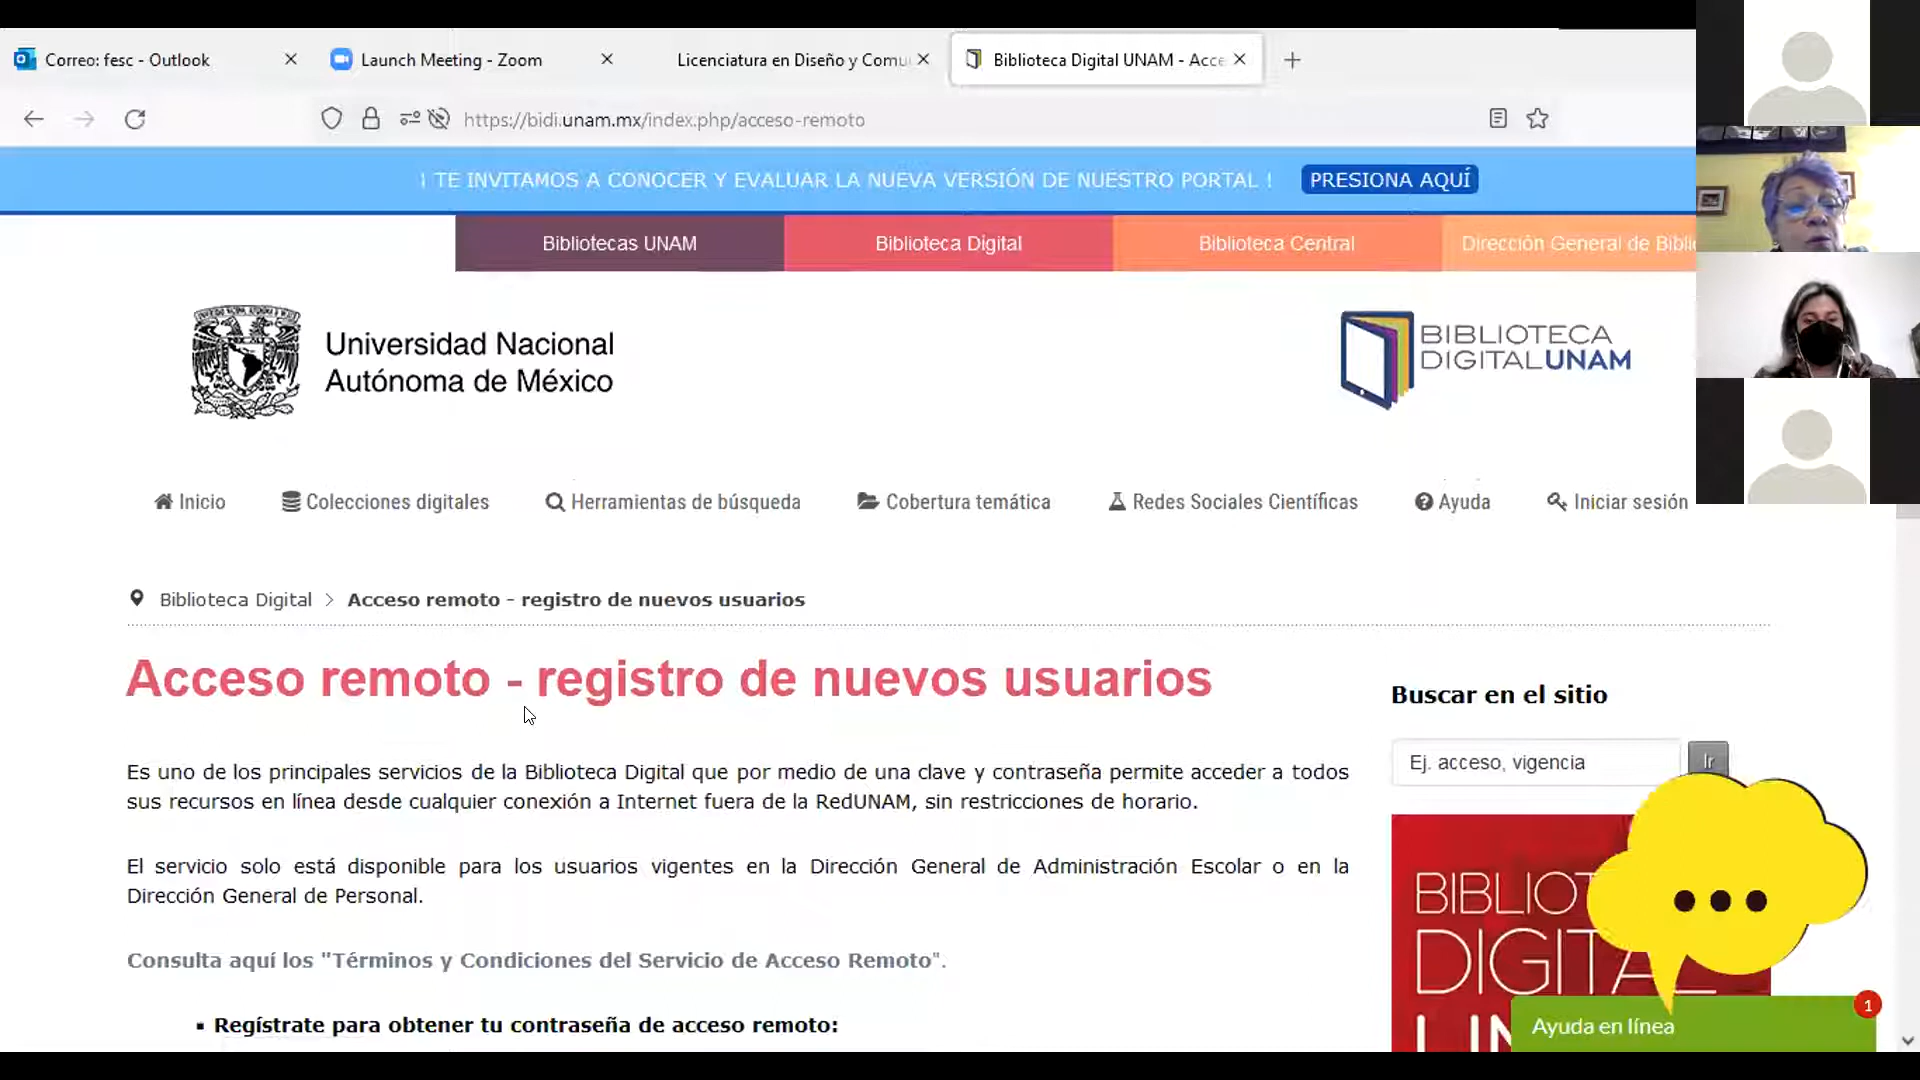 Correo: fesc - Outlook
Launch Meeting - Zoom
Licenciatura en Diseño y Comu
Biblioteca Digital UNAM - Acce
https://bidi.unam.mx/index.php/acceso-remoto
¡ TE INVITAMOS A CONOCER Y EVALUAR LA NUEVA VERSIÓN DE NUESTRO PORTAL !
PRESIONA AQUÍ
Bibliotecas UNAM
Biblioteca Digital
Biblioteca Central
Dirección General de Biblio
Universidad Nacional
Autónoma de México
BIBLIOTECA
DIGITALUNAM
Inicio
Colecciones digitales
Herramientas de búsqueda
Cobertura temática
Redes Sociales Científicas
Ayuda
Iniciar sesión
Biblioteca Digital > Acceso remoto - registro de nuevos usuarios
Acceso remoto - registro de nuevos usuarios
Es uno de los principales servicios de la Biblioteca Digital que por medio de una clave y contraseña permite acceder a todos
sus recursos en línea desde cualquier conexión a Internet fuera de la RedUNAM, sin restricciones de horario.
El servicio solo está disponible para los usuarios vigentes en la Dirección General de Administración Escolar o en la
Dirección General de Personal.
Consulta aquí los "Términos y Condiciones del Servicio de Acceso Remoto".
▪ Regístrate para obtener tu contraseña de acceso remoto:
Buscar en el sitio
Ej. acceso, vigencia
Ir
BIBLIOT
DIGITAL
UN
Ayuda en línea
1